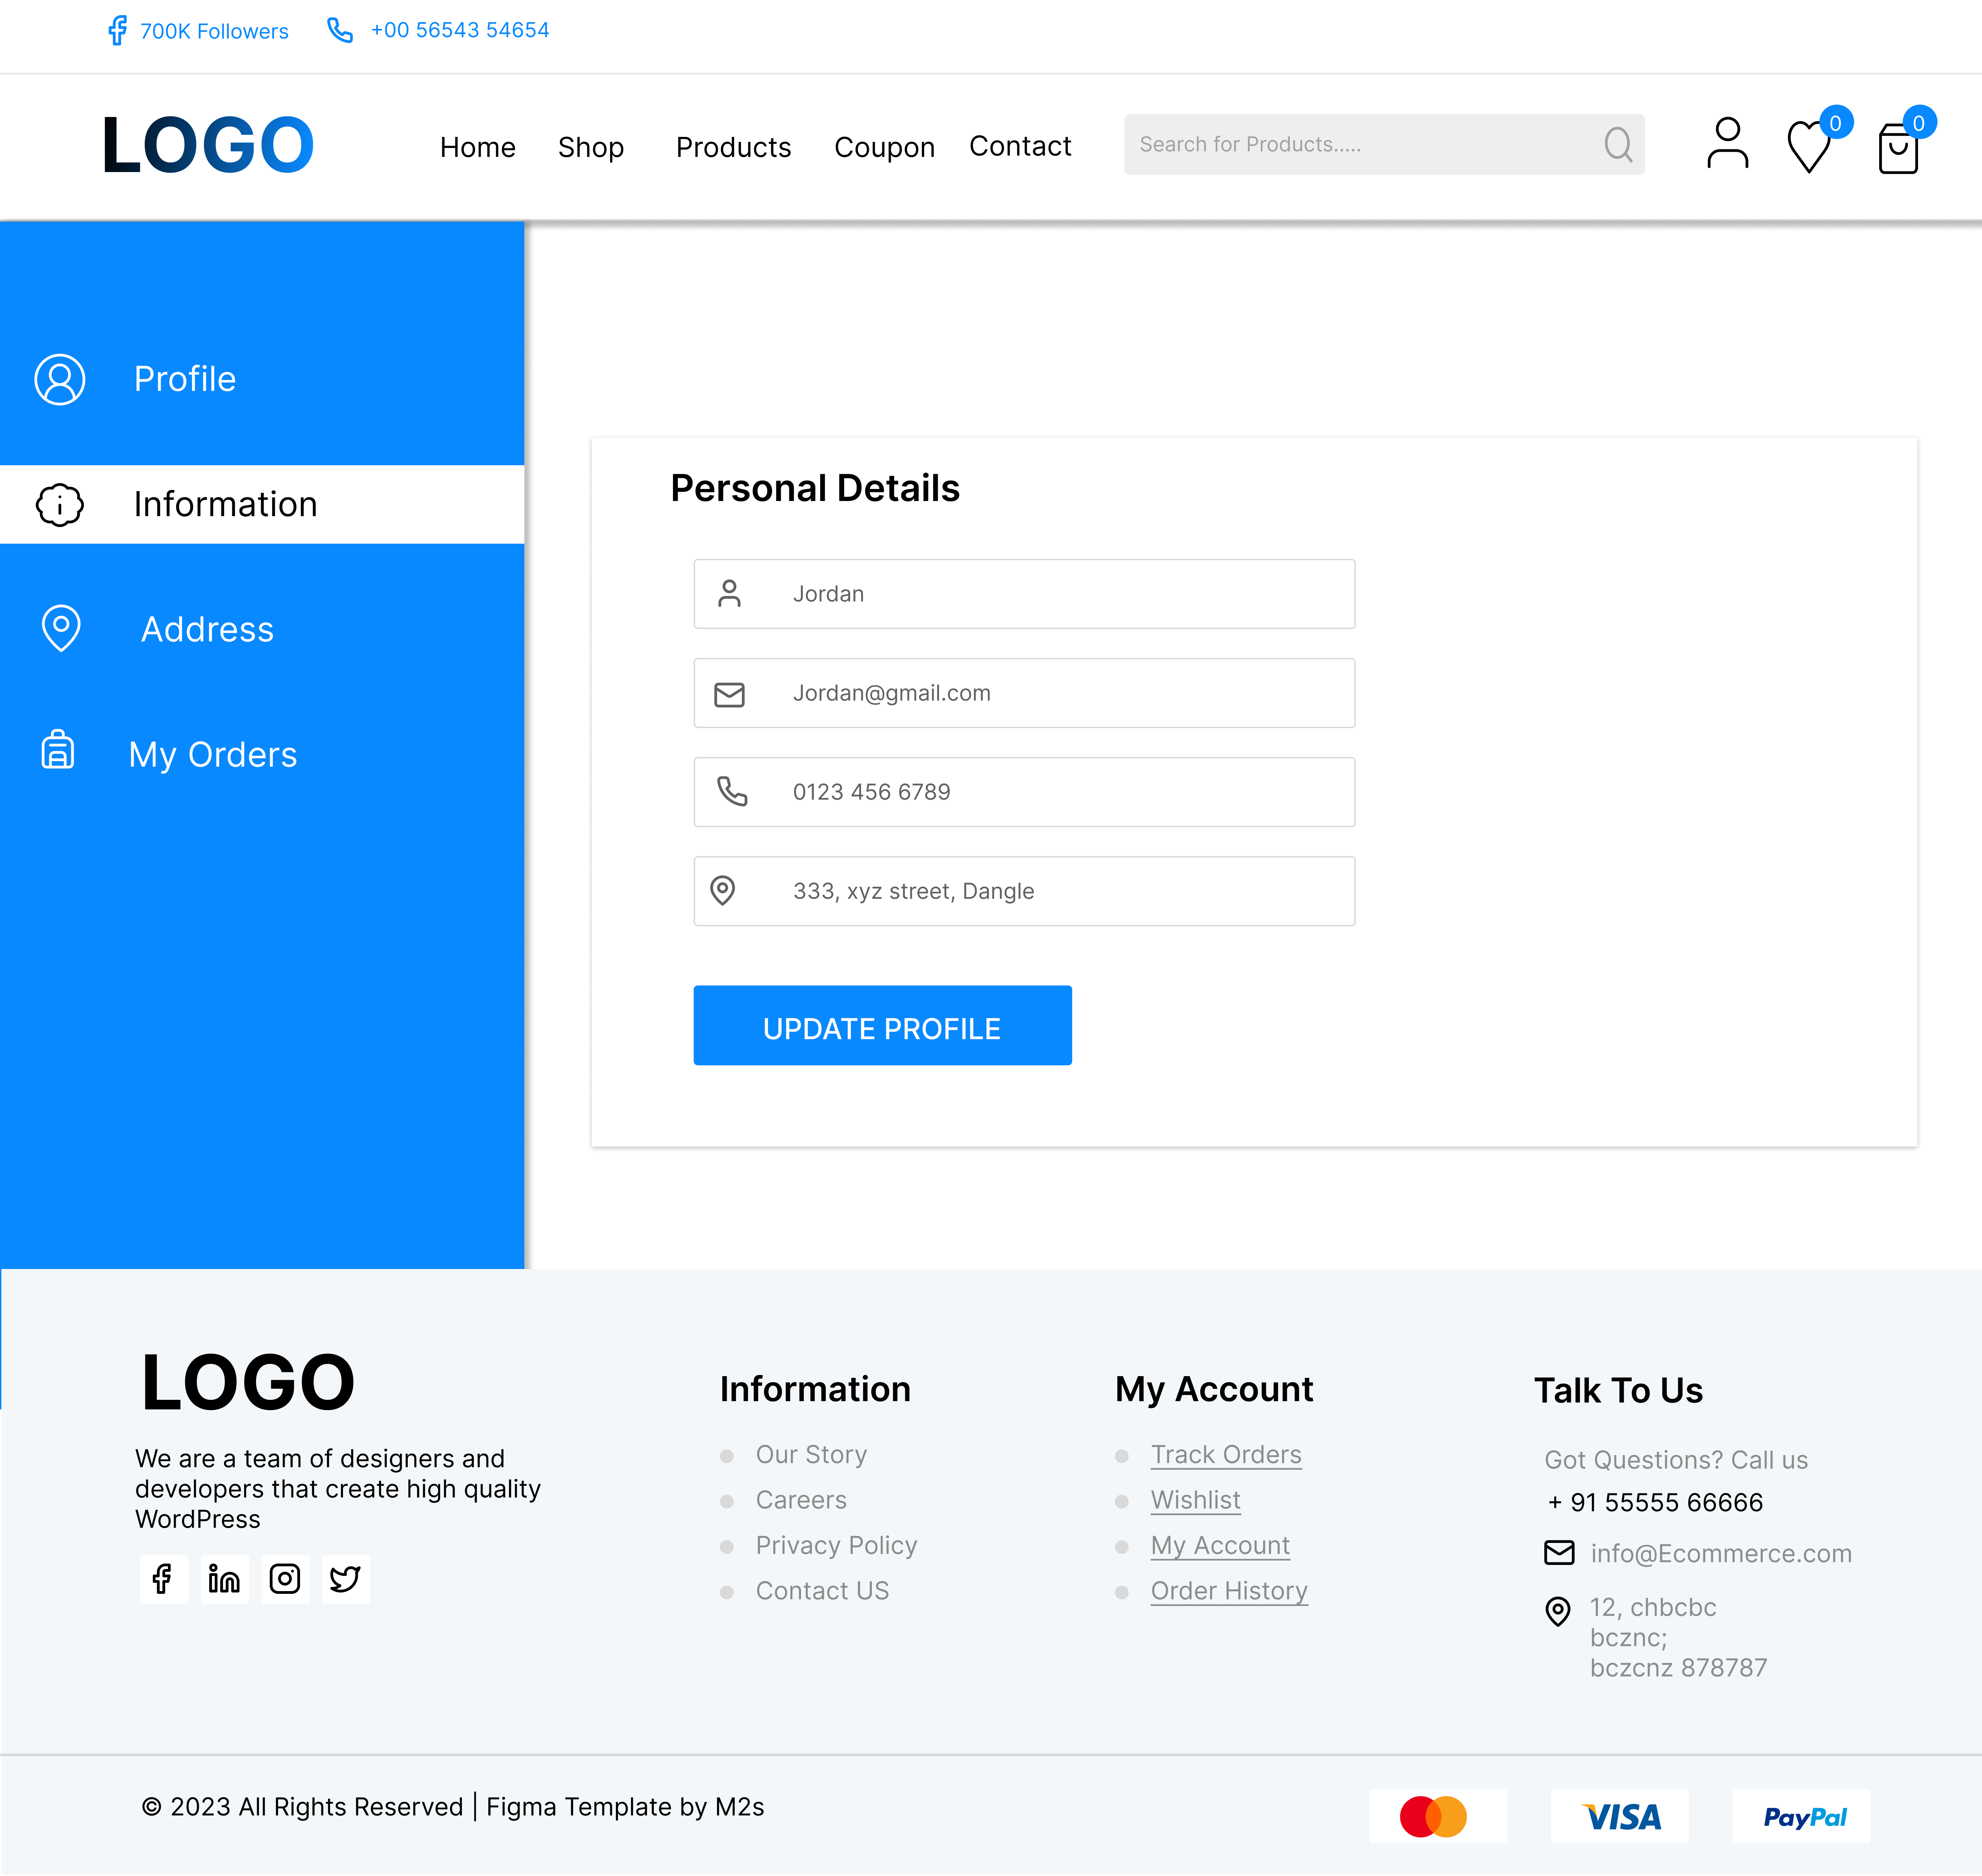 700K Followers
+00 56543 54654
LOGO
Home
Shop
Products
Coupon
Contact
Search for Products.....
0
0
Profile
Information
Address
My Orders
Personal Details
Jordan
Jordan@gmail.com
0123 456 6789
333, xyz street, Dangle
UPDATE PROFILE
LOGO
We are a team of designers and
developers that create high quality
WordPress
Information
Our Story
Careers
Privacy Policy
Contact US
My Account
Track Orders
Wishlist
My Account
Order History
Talk To Us
Got Questions? Call us
+ 91 55555 66666
info@Ecommerce.com
12, chbcbc
bcznc;
bczcnz 878787
© 2023 All Rights Reserved | Figma Template by M2s
VISA
PayPal